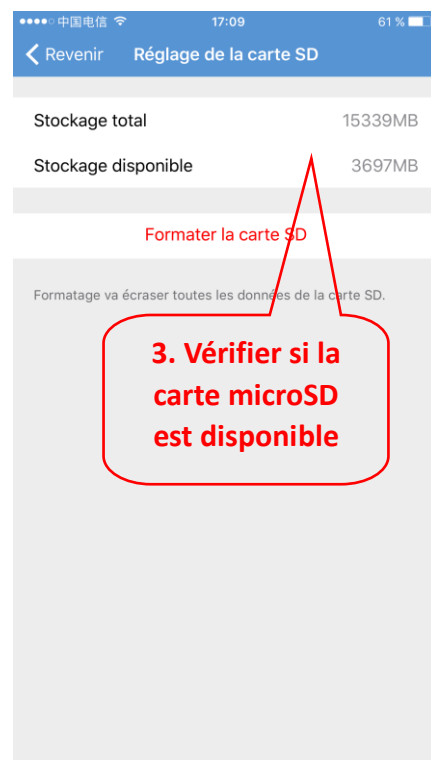 中国电信 17:09 61 %
Revenir Réglage de la carte SD
Stockage total 15339MB
Stockage disponible 3697MB
Formater la carte SD
Formatage va écraser toutes les données de la carte SD.
3. Vérifier si la
carte microSD
est disponible